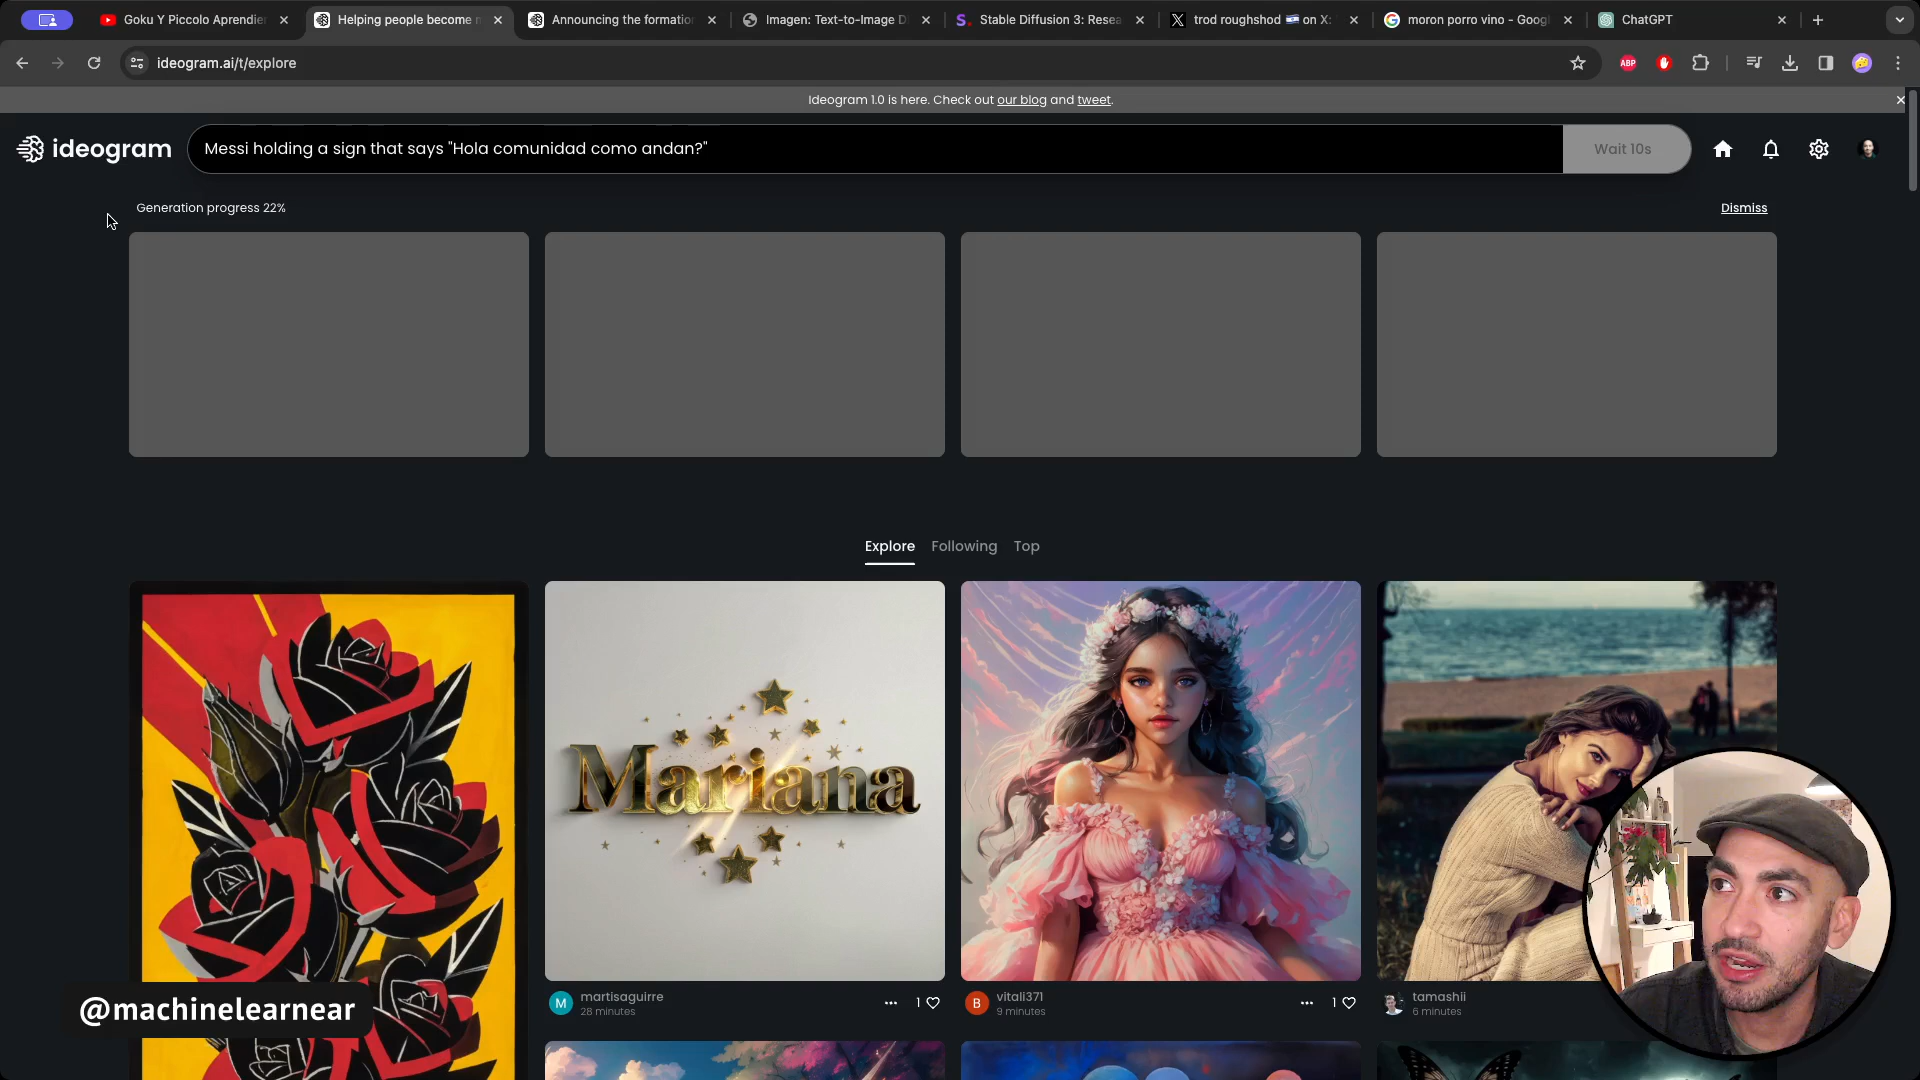 Goku Y Piccolo Aprendier
Helping people become m
Announcing the formation
Imagen: Text-to-Image D
Stable Diffusion 3: Resea
trod roughshod 🇮🇱 on X:
moron porro vino - Goog
ChatGPT
ideogram.ai/t/explore
ABP
Ideogram 1.0 is here. Check out our blog and tweet.
ideogram
Messi holding a sign that says "Hola comunidad como andan?"
Wait 10s
Generation progress 22%
Dismiss
Explore
Following
Top
Mariana
M
martisaguirre
28 minutes
1
B
vitali371
9 minutes
1
tamashii
6 minutes
@machinelearnear